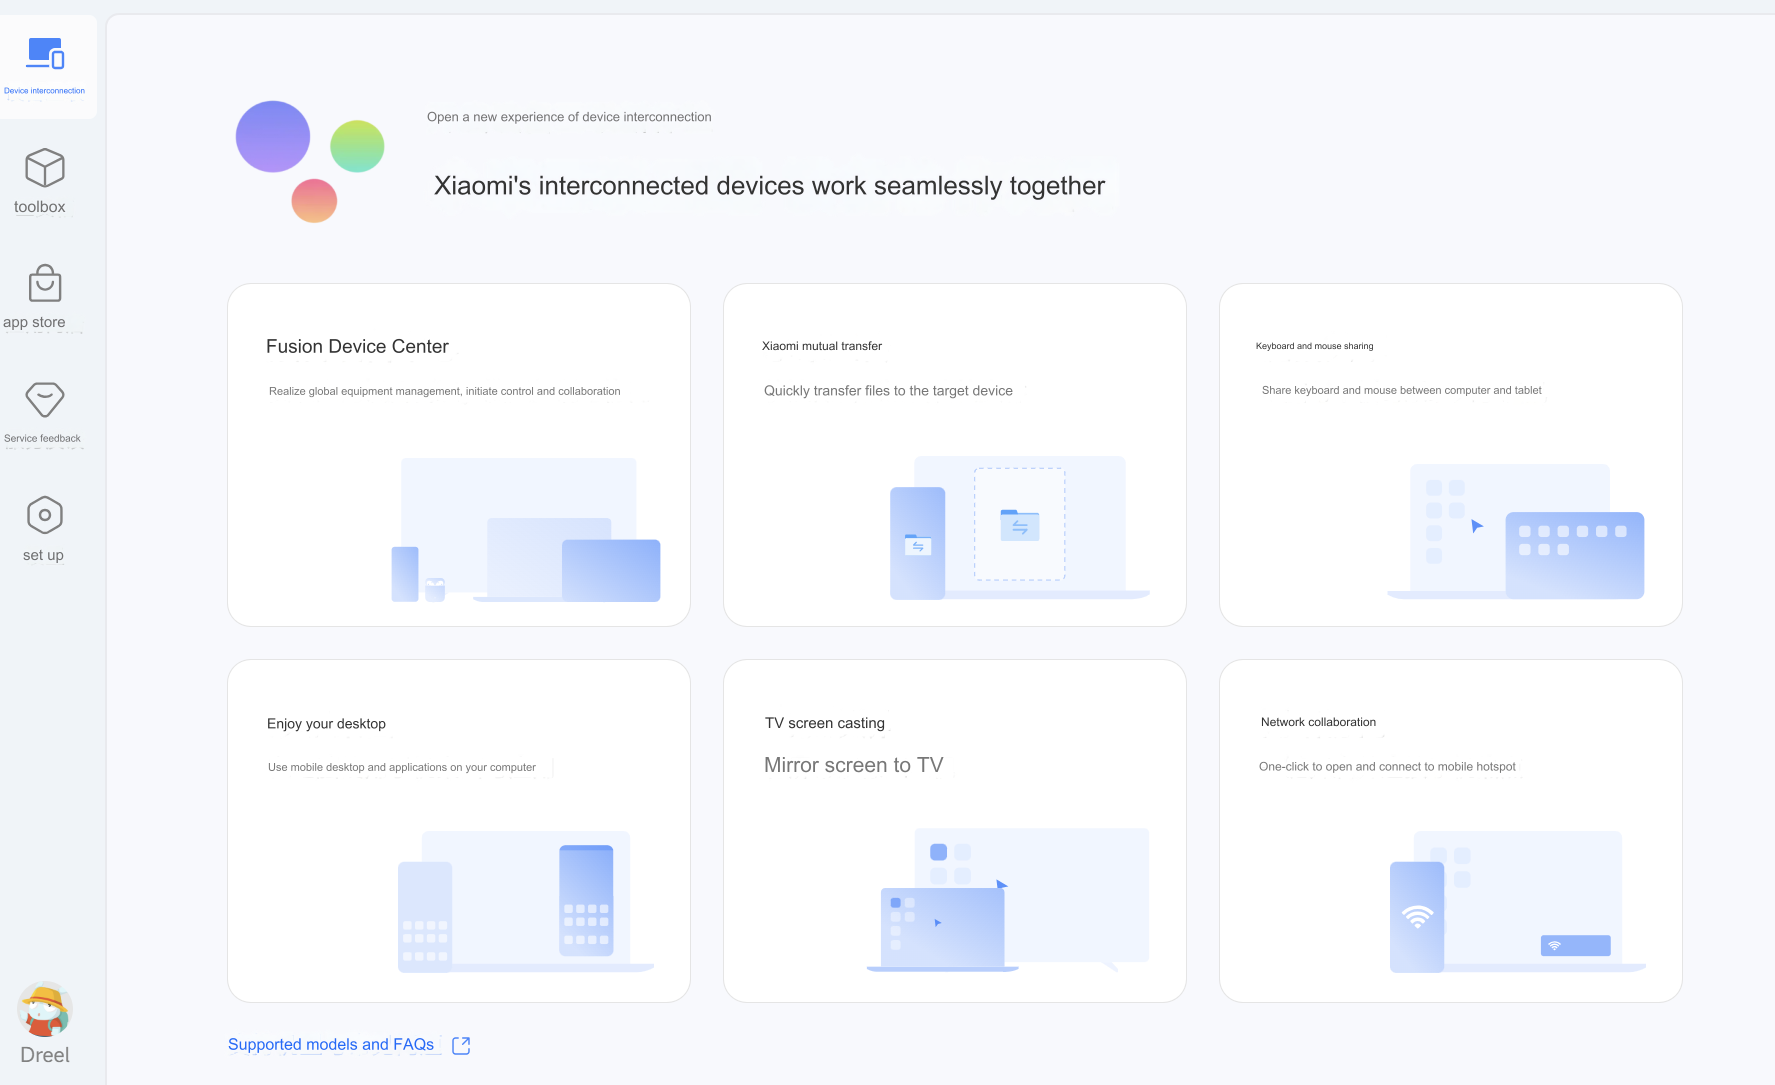 Device interconnection
toolbox
app store
Service feedback
set up
Dreel
Open a new experience of device interconnection
Xiaomi's interconnected devices work seamlessly together
Fusion Device Center
Realize global equipment management, initiate control and collaboration
Xiaomi mutual transfer
Quickly transfer files to the target device
Keyboard and mouse sharing
Share keyboard and mouse between computer and tablet
Enjoy your desktop
Use mobile desktop and applications on your computer
TV screen casting
Mirror screen to TV
Network collaboration
One-click to open and connect to mobile hotspot
Supported models and FAQs